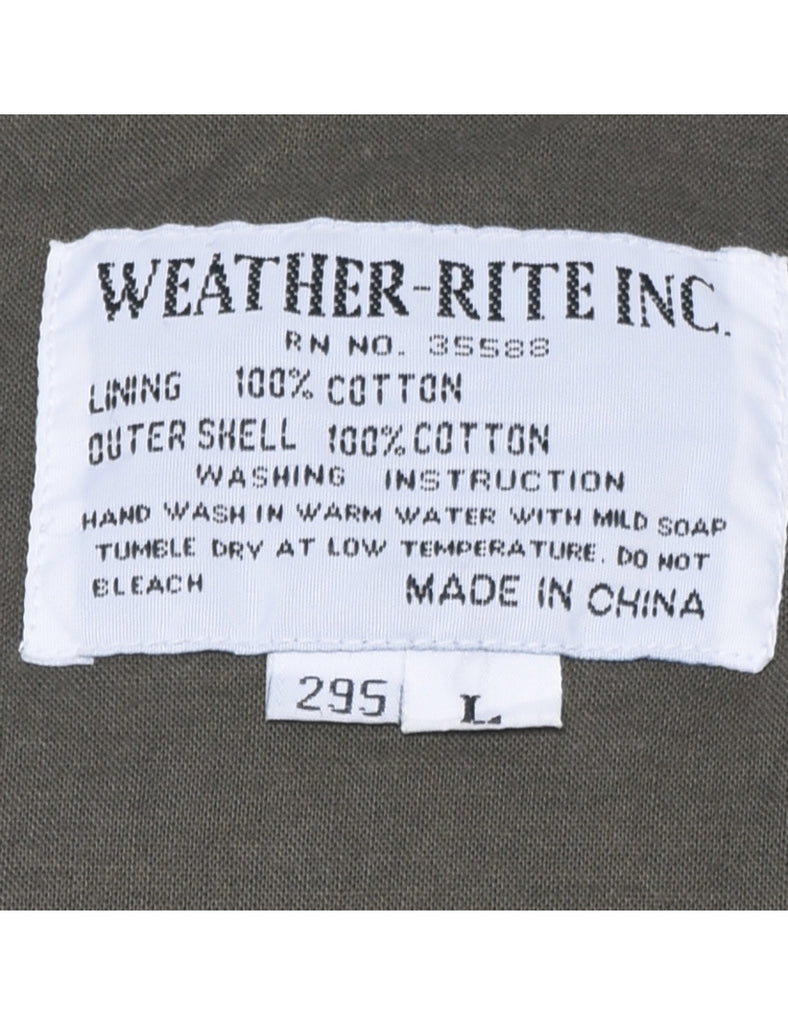 WEATHER-RITE INC.
RN NO. 35588
LINING 100% COTTON
OUTER SHELL 100% COTTON
WASHING INSTRUCTION
HAND WASH IN WARM WATER WITH MILD SOAP
TUMBLE DRY AT LOW TEMPERATURE. DO NOT
BLEACH MADE IN CHINA
295 L